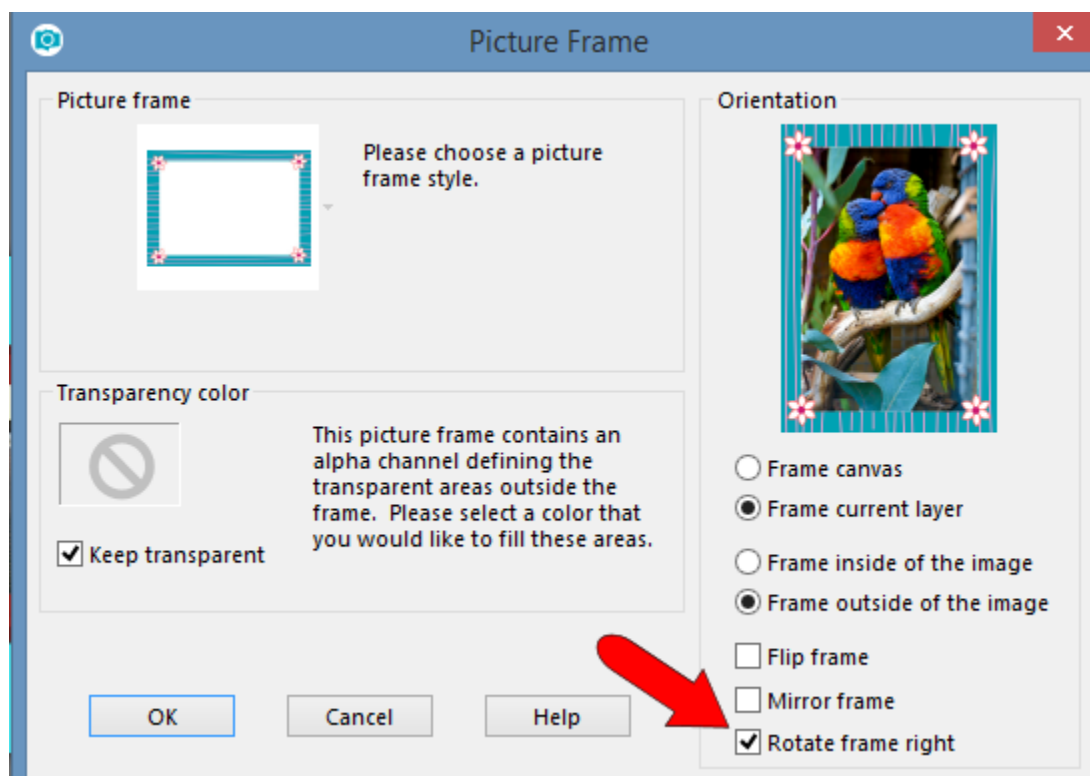 Picture Frame
Picture frame
Please choose a picture
frame style.
Transparency color
This picture frame contains an
alpha channel defining the
transparent areas outside the
frame.  Please select a color that
you would like to fill these areas.
Keep transparent
OK
Cancel
Help
Orientation
Frame canvas
Frame current layer
Frame inside of the image
Frame outside of the image
Flip frame
Mirror frame
Rotate frame right